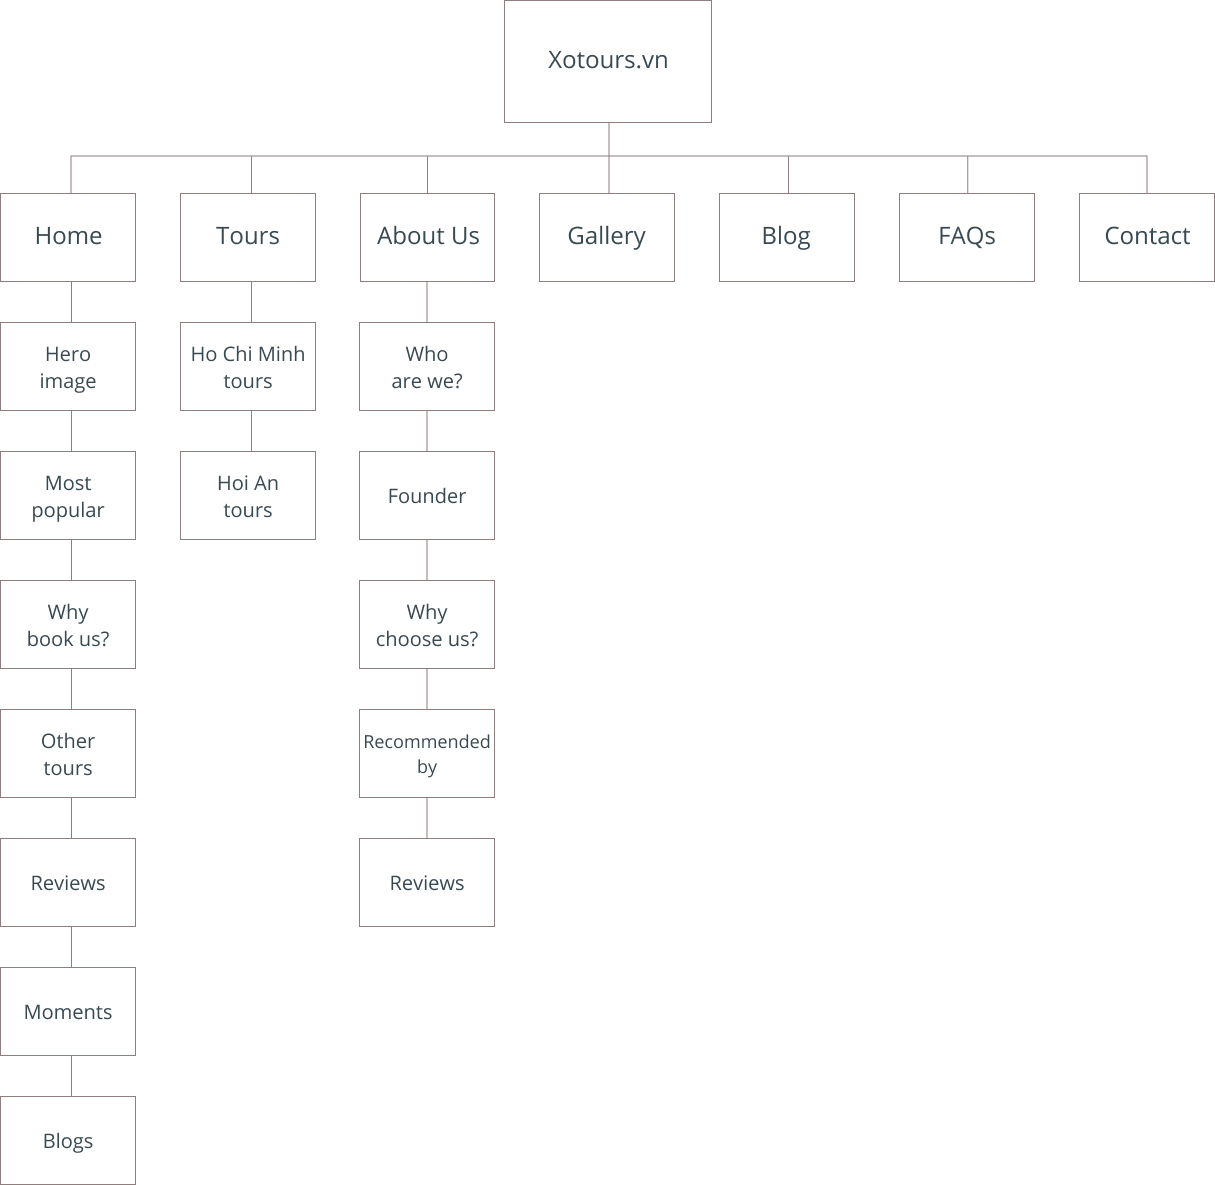 Xotours.vn
Home
Tours
About Us
Gallery
Blog
FAQs
Contact
Hero
image
Ho Chi Minh
tours
Who
are we?
Most
popular
Hoi An
tours
Founder
Why
book us?
Why
choose us?
Other
tours
Recommended
by
Reviews
Reviews
Moments
Blogs